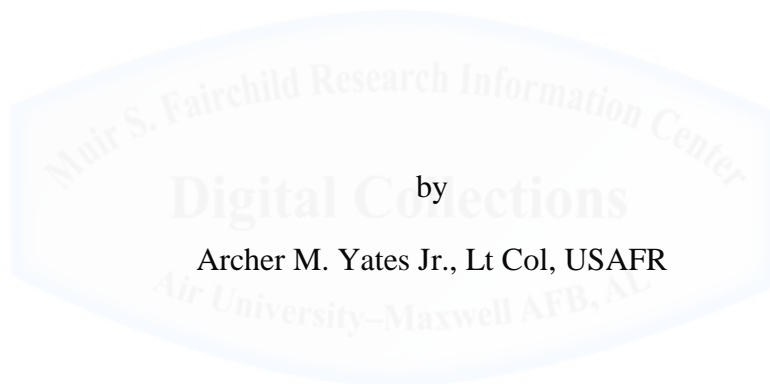 Muir S. Fairchild Research Information Center
Digital Collections
by
Archer M. Yates Jr., Lt Col, USAFR
Air University–Maxwell AFB, AL